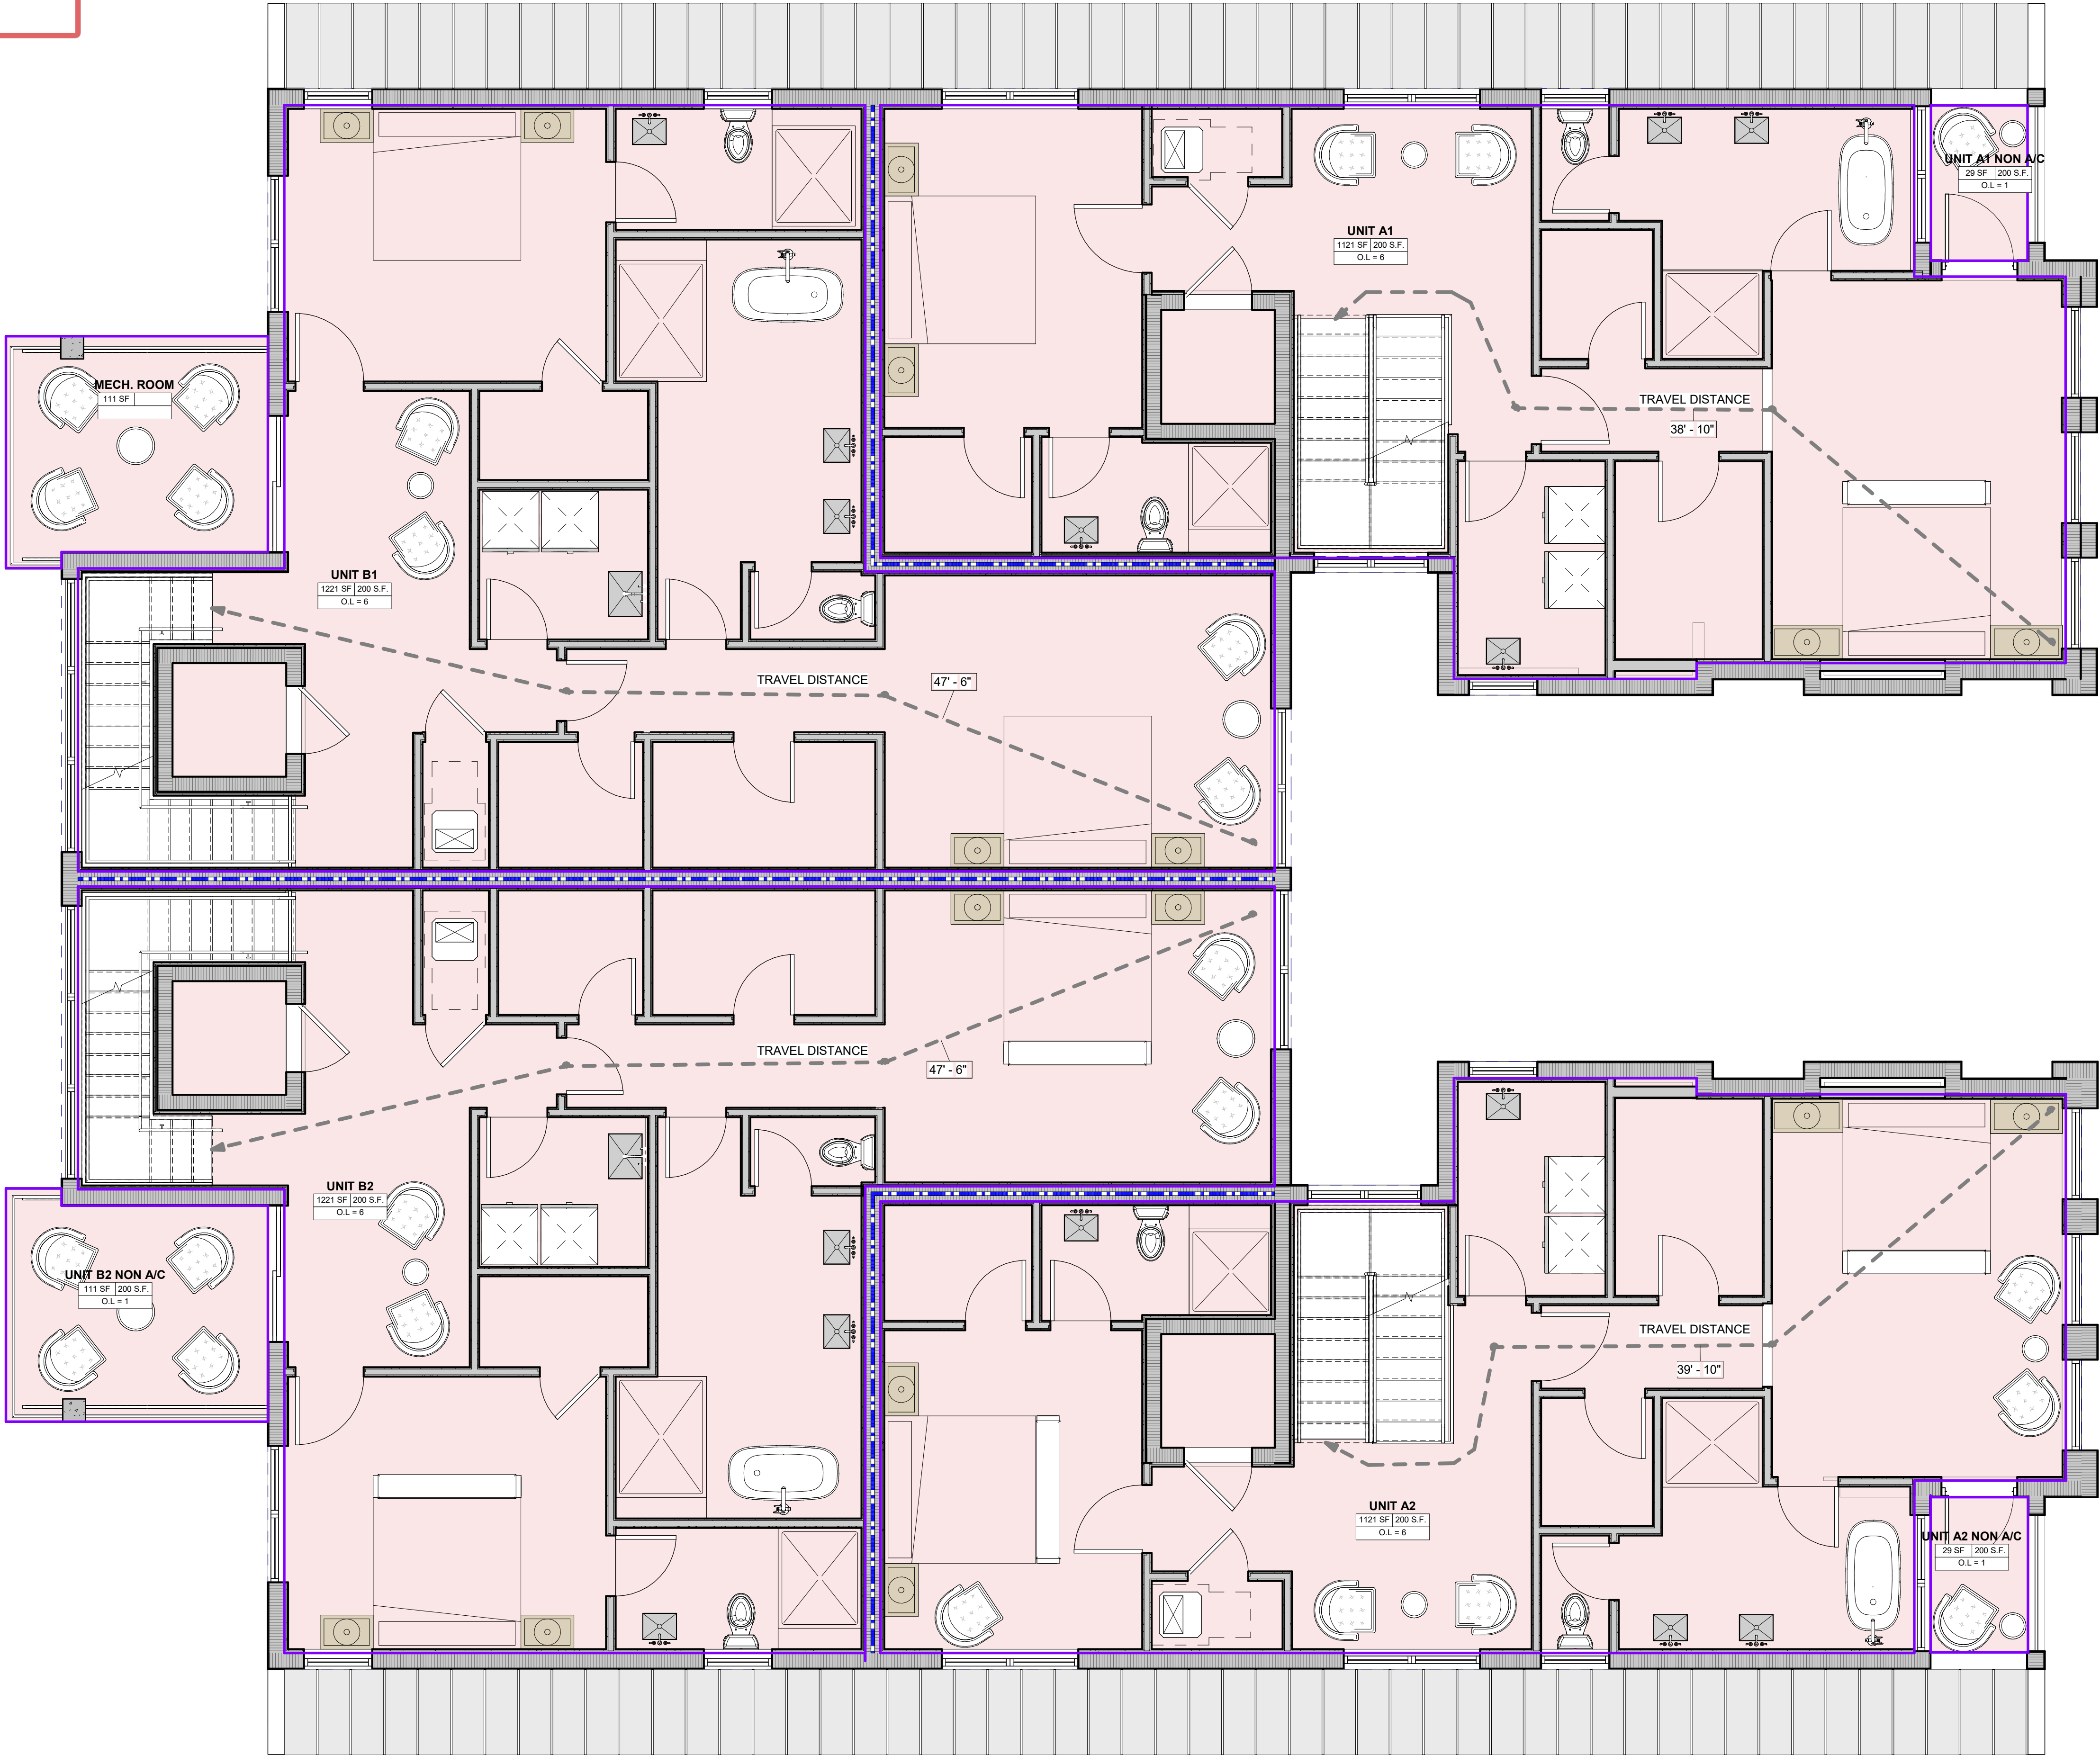 UNIT A1 NON A/C
29 SF 200 S.F.
O.L = 1
UNIT A1
1121 SF 200 S.F.
O.L = 6
MECH. ROOM
111 SF
TRAVEL DISTANCE
38' - 10"
UNIT B1
1221 SF 200 S.F.
O.L = 6
TRAVEL DISTANCE
47' - 6"
TRAVEL DISTANCE
47' - 6"
UNIT B2
1221 SF 200 S.F.
O.L = 6
UNIT B2 NON A/C
111 SF 200 S.F.
O.L = 1
TRAVEL DISTANCE
39' - 10"
UNIT A2
1121 SF 200 S.F.
O.L = 6
UNIT A2 NON A/C
29 SF 200 S.F.
O.L = 1